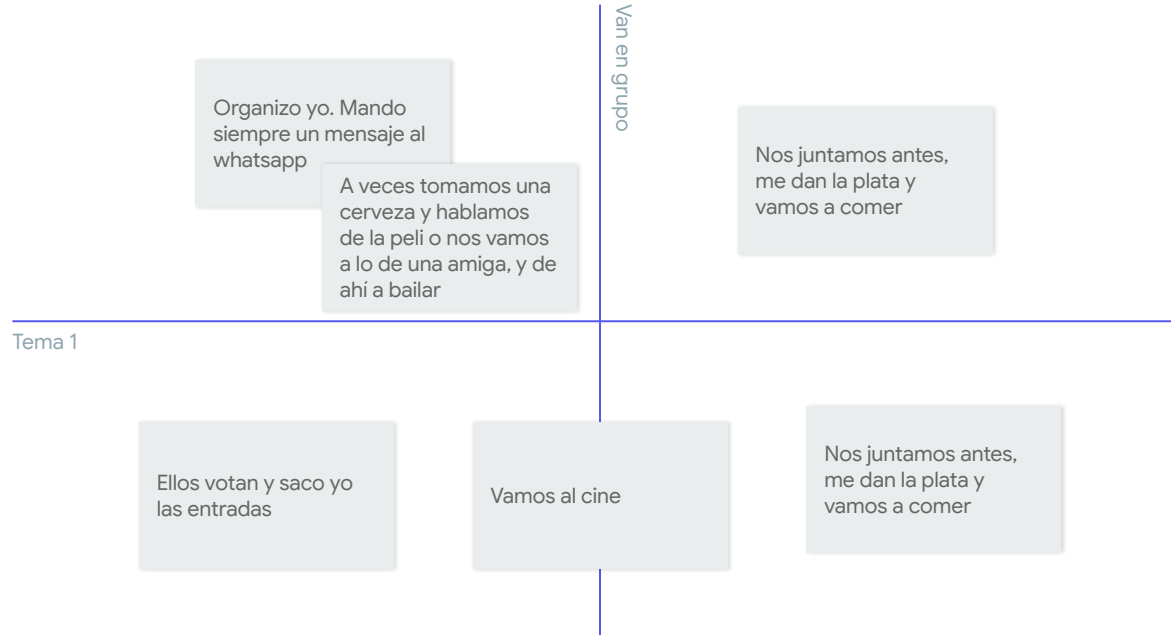 Van en grupo
Organizo yo. Mando
siempre un mensaje al
whatsapp
A veces tomamos una
cerveza y hablamos
de la peli o nos vamos
a lo de una amiga, y de
ahí a bailar
Nos juntamos antes,
me dan la plata y
vamos a comer
Tema 1
Ellos votan y saco yo
las entradas
Vamos al cine
Nos juntamos antes,
me dan la plata y
vamos a comer